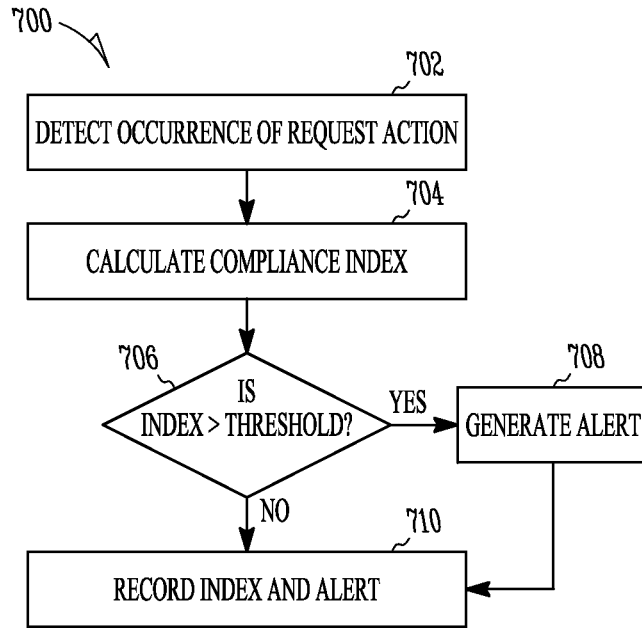 700
702
DETECT OCCURRENCE OF REQUEST ACTION
704
CALCULATE COMPLIANCE INDEX
706
IS
INDEX > THRESHOLD?
YES
708
GENERATE ALERT
NO
710
RECORD INDEX AND ALERT